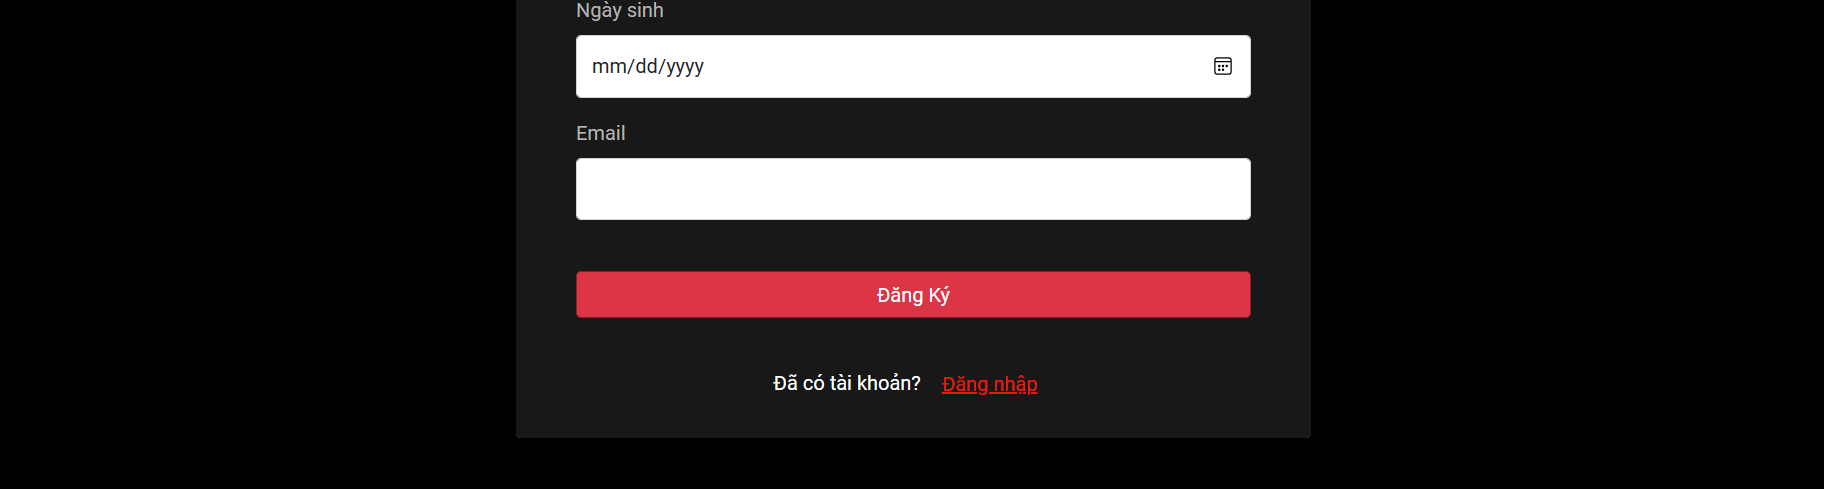 Ngày sinh
mm/dd/yyyy
Email
Đăng Ký
Đã có tài khoản? Đăng nhập